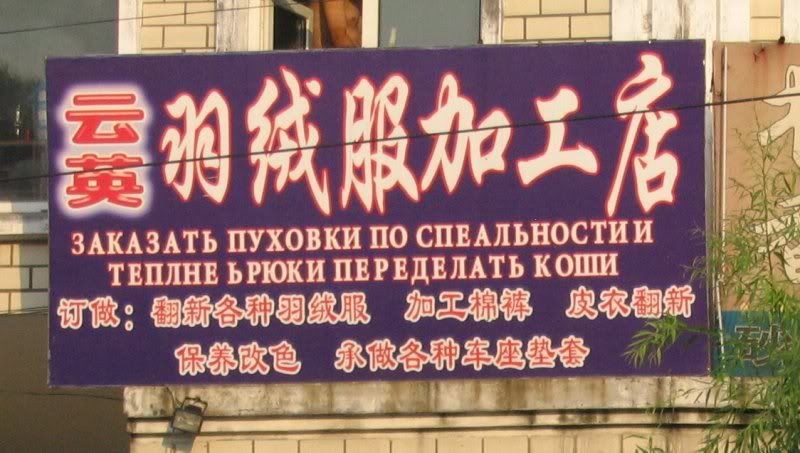 云英 羽绒服加工店
ЗАКАЗАТЬ ПУХОВКИ ПО СПЕАЛЬНОСТИ И
ТЕПЛНЕ ЬРЮКИ ПЕРЕДЕЛАТЬ КОШИ
订做：翻新各种羽绒服 加工棉裤 皮衣翻新
保养改色 承做各种车座垫套